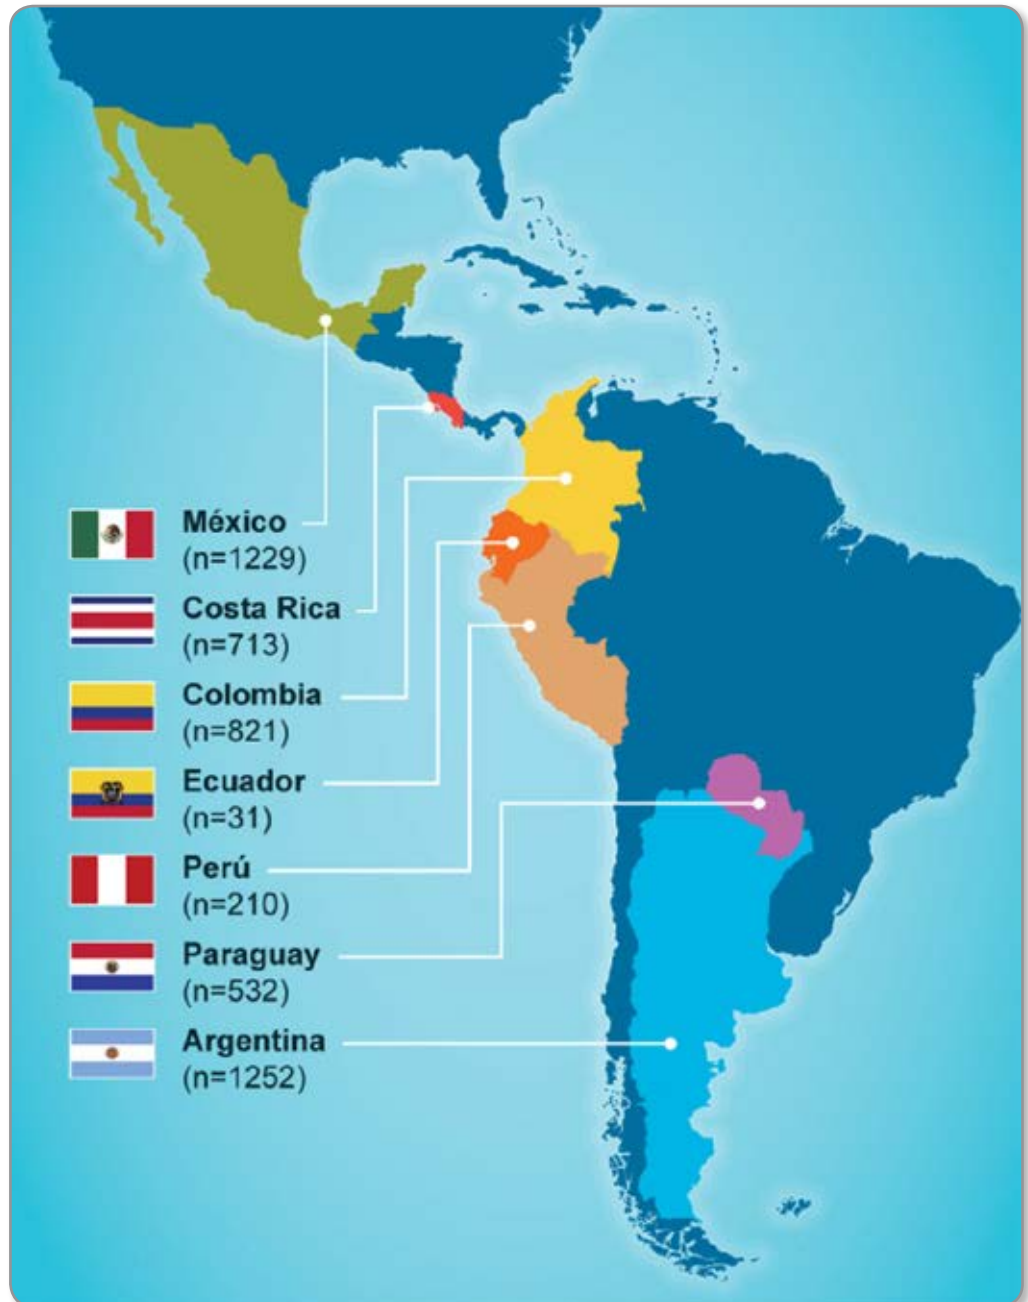 México
(n=1229)
Costa Rica
(n=713)
Colombia
(n=821)
Ecuador
(n=31)
Perú
(n=210)
Paraguay
(n=532)
Argentina
(n=1252)